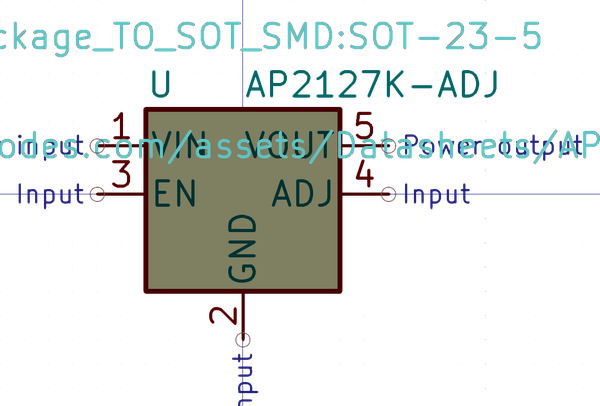 ckage_TO_SOT_SMD:SOT-23-5
U AP2127K-ADJ
input 1 VIN VOUT 5 Power output
odes.com/assets/Datasheets/AP
Input 3 EN ADJ 4 Input
GND
2
nput